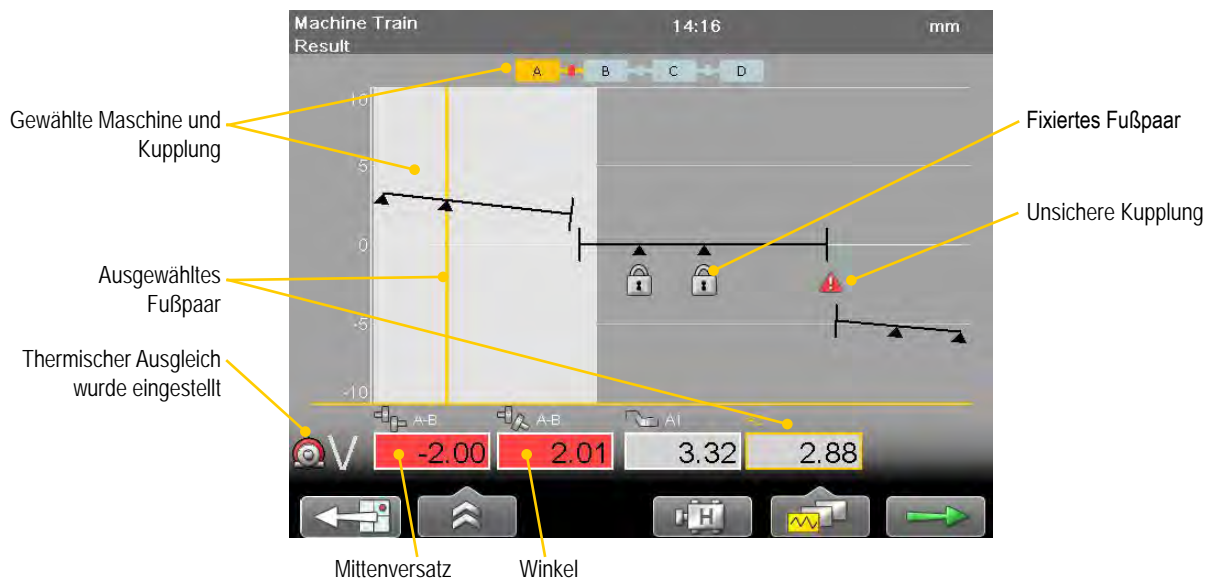 Machine Train
Result
14:16
mm
A
B
C
D
Gewählte Maschine und
Kupplung
Ausgewähltes
Fußpaar
Thermischer Ausgleich
wurde eingestellt
Fixiertes Fußpaar
Unsichere Kupplung
10
5
0
-5
-10
A-B
A-B
A1
V
-2.00
2.01
3.32
2.88
H
Mittenversatz
Winkel